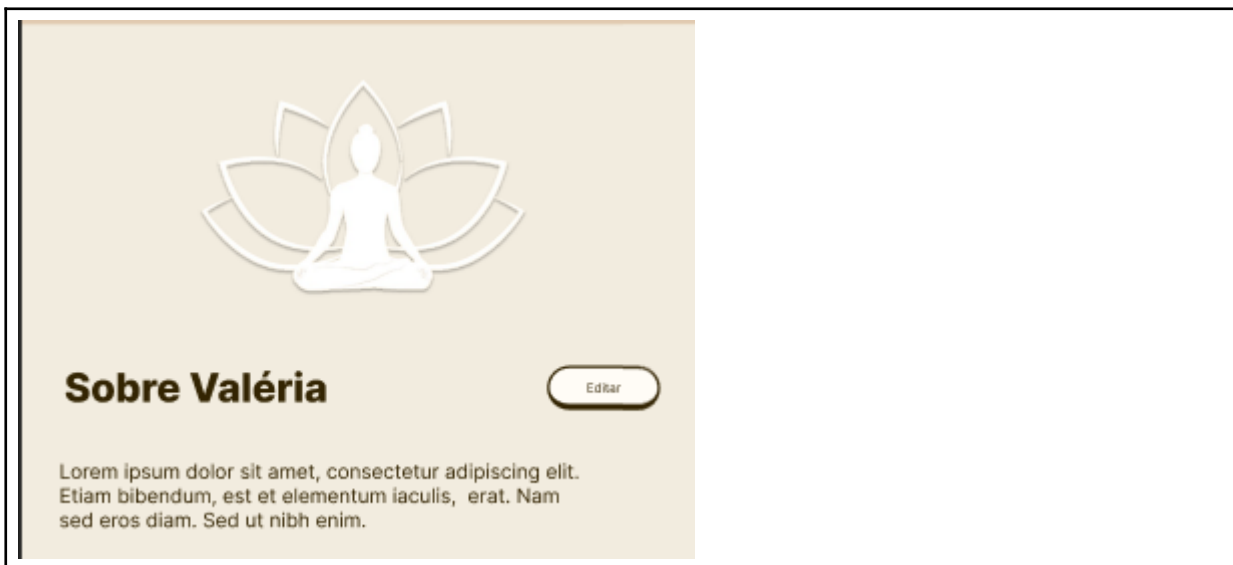 Sobre Valéria
Editar
Lorem ipsum dolor sit amet, consectetur adipiscing elit.
Etiam bibendum, est et elementum iaculis,  erat. Nam
sed eros diam. Sed ut nibh enim.